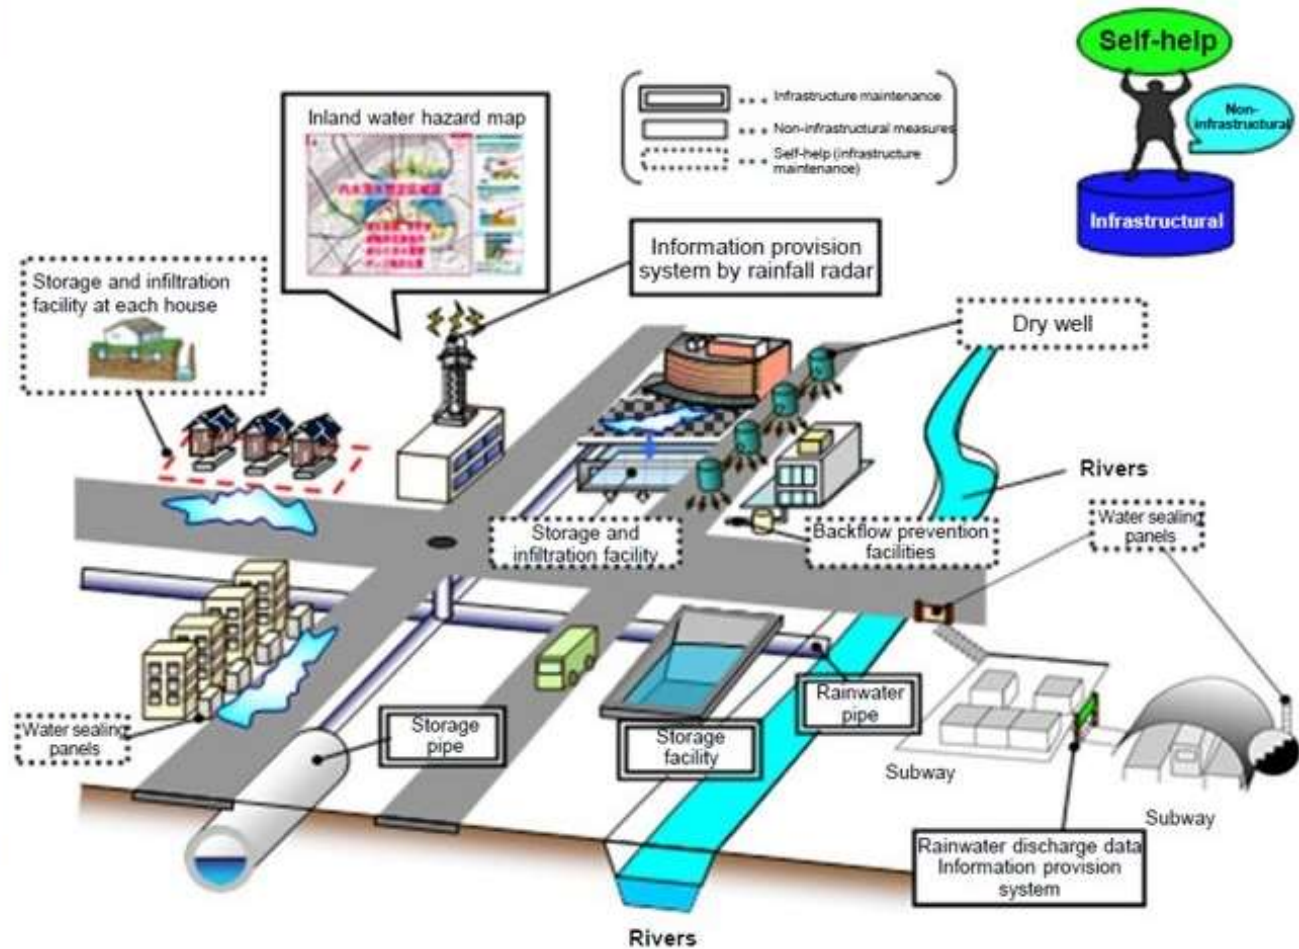 Self-help
Non-
infrastructural
Infrastructural
Infrastructure maintenance
Non-infrastructural measures
Self-help (infrastructure
maintenance)
Inland water hazard map
Information provision
system by rainfall radar
Storage and infiltration
facility at each house
Dry well
Rivers
Water sealing
panels
Storage and
infiltration facility
Backflow prevention
facilities
Rainwater
pipe
Storage
pipe
Storage
facility
Water sealing
panels
Subway
Subway
Rainwater discharge data
Information provision
system
Rivers